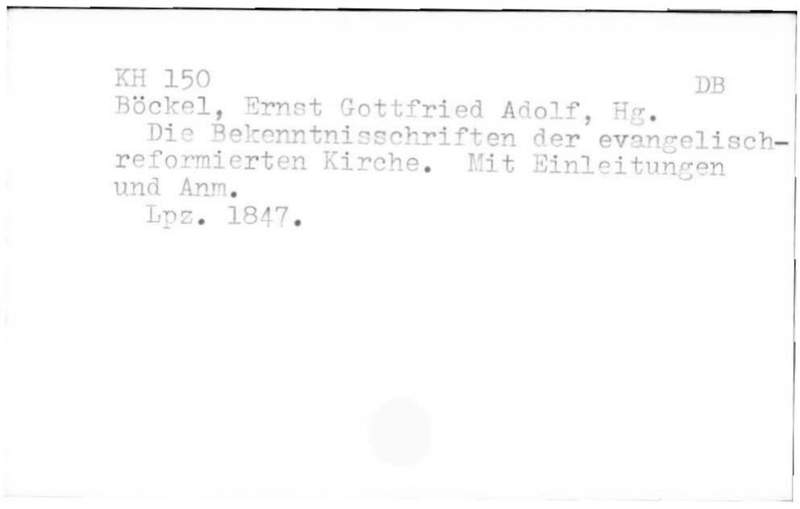 KH 150 DB
Böckel, Ernst Gottfried Adolf, Hg.
Die Bekenntnisschriften der evangelisch-
reformierten Kirche. Mit Einleitungen
und Anm.
Lpz. 1847.